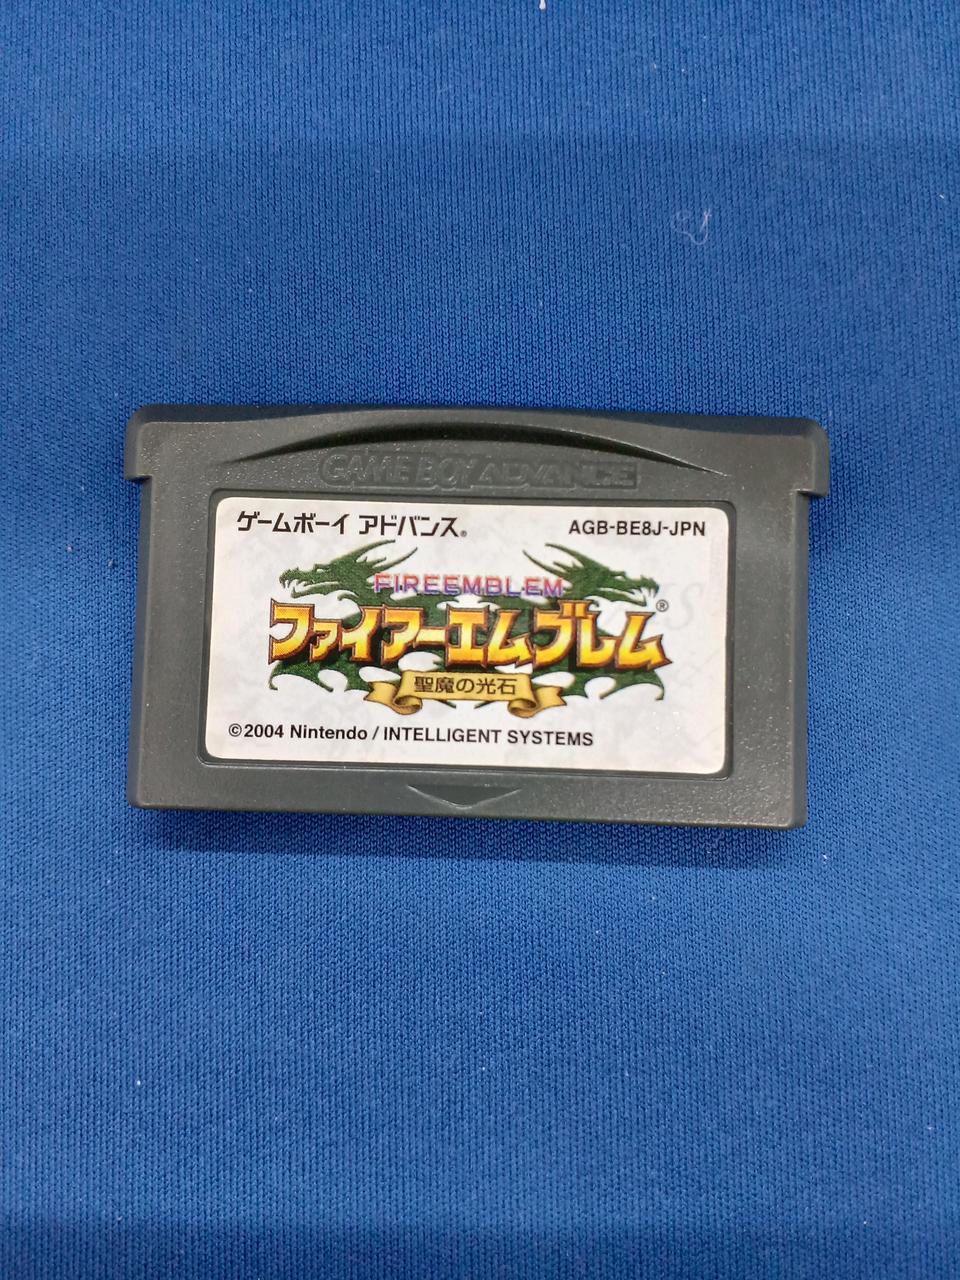 GAME BOY ADVANCE
ゲームボーイ アドバンス® AGB-BE8J-JPN
FIREEMBLEM
ファイアーエムブレム®
聖魔の光石
©2004 Nintendo / INTELLIGENT SYSTEMS